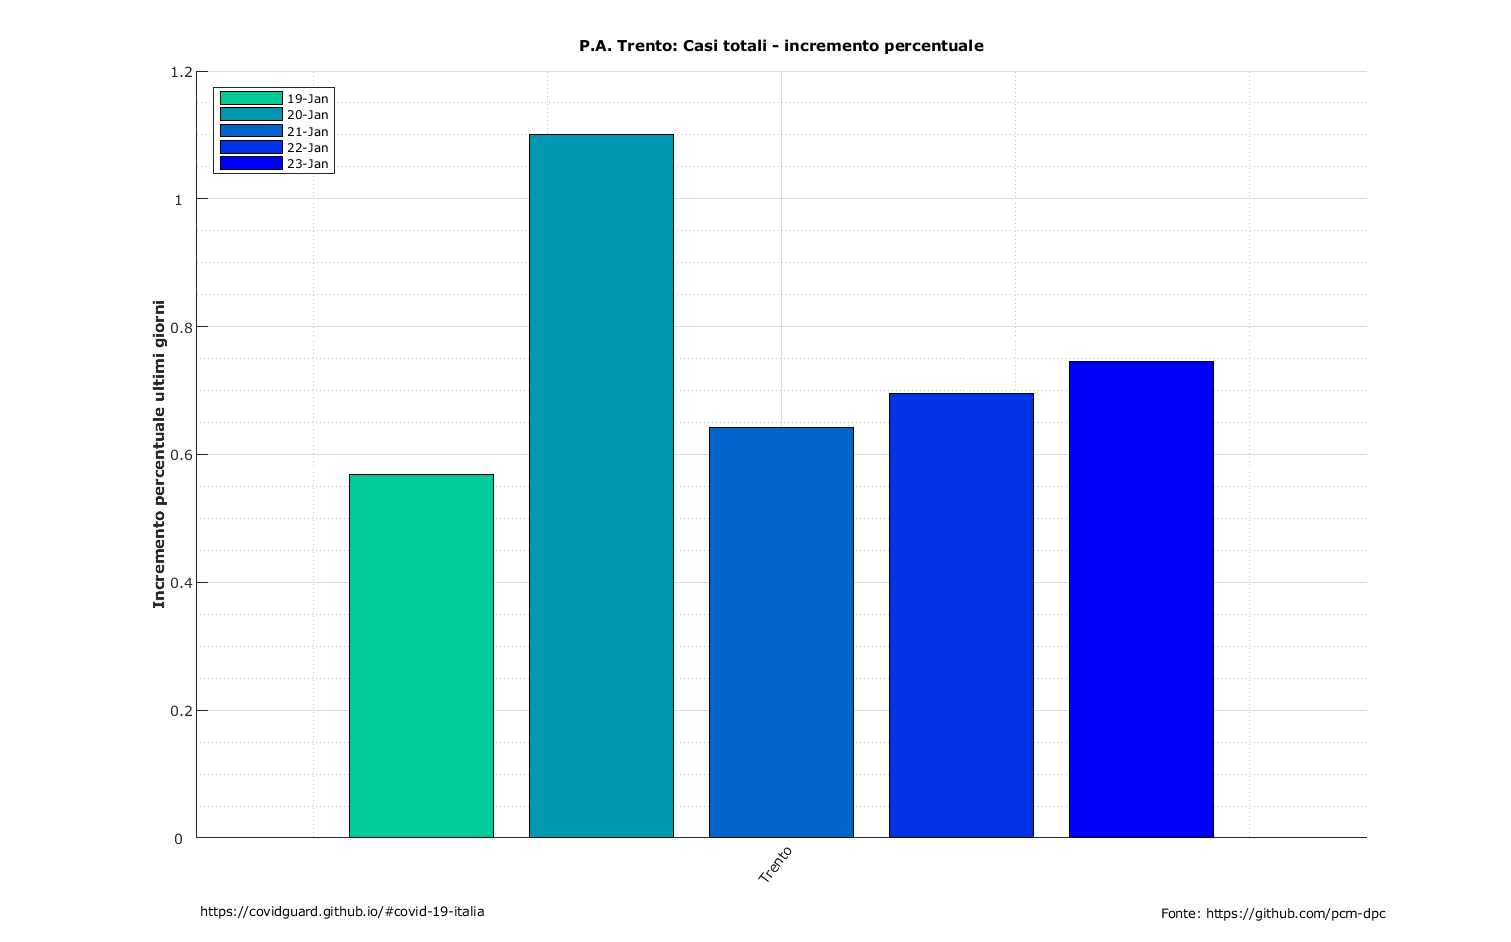 P.A. Trento: Casi totali - incremento percentuale
1.2
1
0.8
0.6
0.4
0.2
0
Incremento percentuale ultimi giorni
19-Jan
20-Jan
21-Jan
22-Jan
23-Jan
Trento
https://covidguard.github.io/#covid-19-italia
Fonte: https://github.com/pcm-dpc